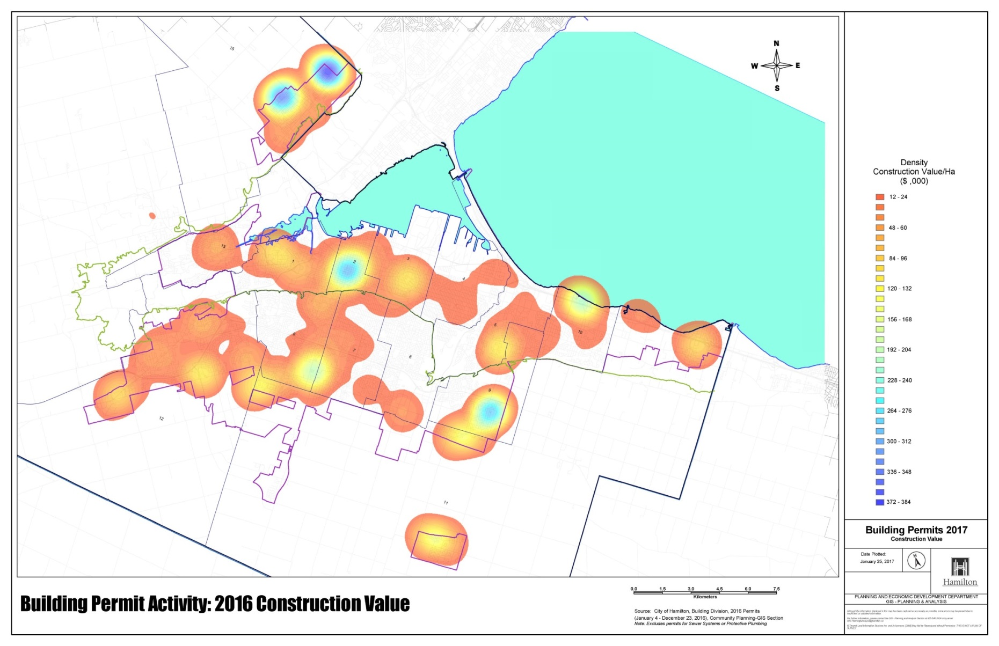 15
N
W E
S
13
1
2
3
4
5
10
8
7
6
9
12
11
Density
Construction Value/Ha
($ ,000)
12 - 24
48 - 60
84 - 96
120 - 132
156 - 168
192 - 204
228 - 240
264 - 276
300 - 312
336 - 348
372 - 384
Building Permits 2017
Construction Value
Date Plotted:
January 25, 2017
N
Hamilton
PLANNING AND ECONOMIC DEVELOPMENT DEPARTMENT
GIS - PLANNING & ANALYSIS
Building Permit Activity: 2016 Construction Value
0.0 1.5 3.0 4.5 6.0 7.5
Kilometers
Source: City of Hamilton, Building Division, 2016 Permits
(January 4 - December 23, 2016), Community Planning-GIS Section
Note: Excludes permits for Sewer Systems or Protective Plumbing